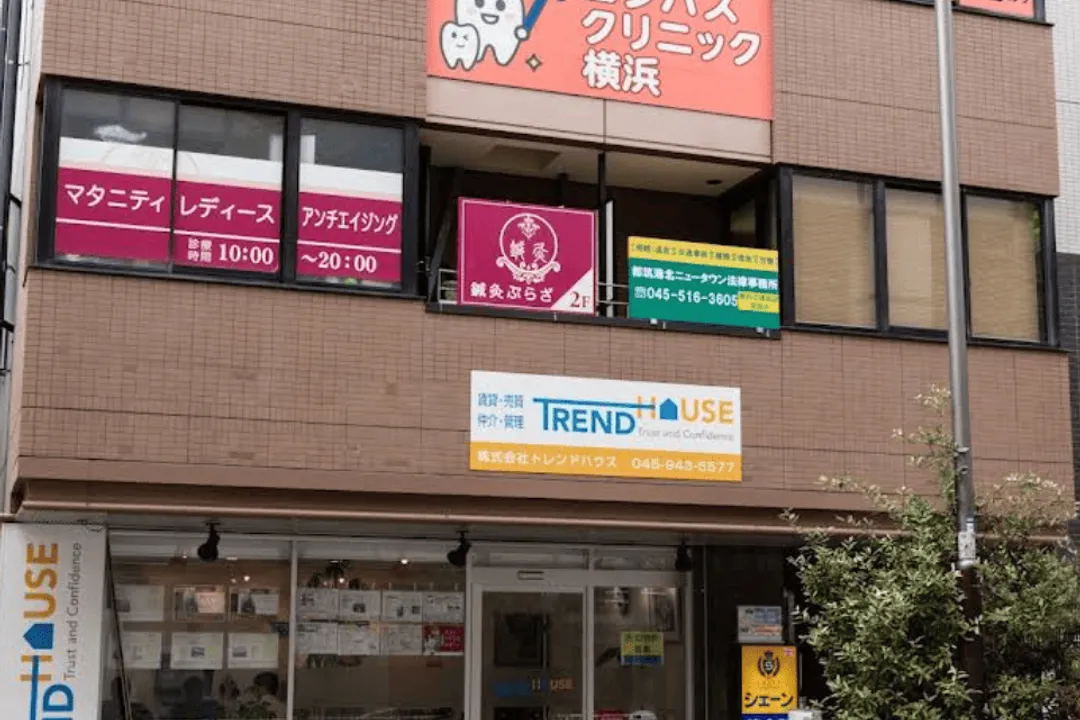 クリニック
横浜
マタニティ
レディース
アンチエイジング
診療
時間
10:00
～20:00
鍼灸
鍼灸ぷらざ
2F
都筑港北ニュータウン法律事務所
☎045-516-3605
賃貸・売買
仲介・管理
TREND HOUSE
Trust and Confidence
株式会社トレンドハウス 045-943-5577
HOUSE
Trust and Confidence
TREND HOUSE
シェーン